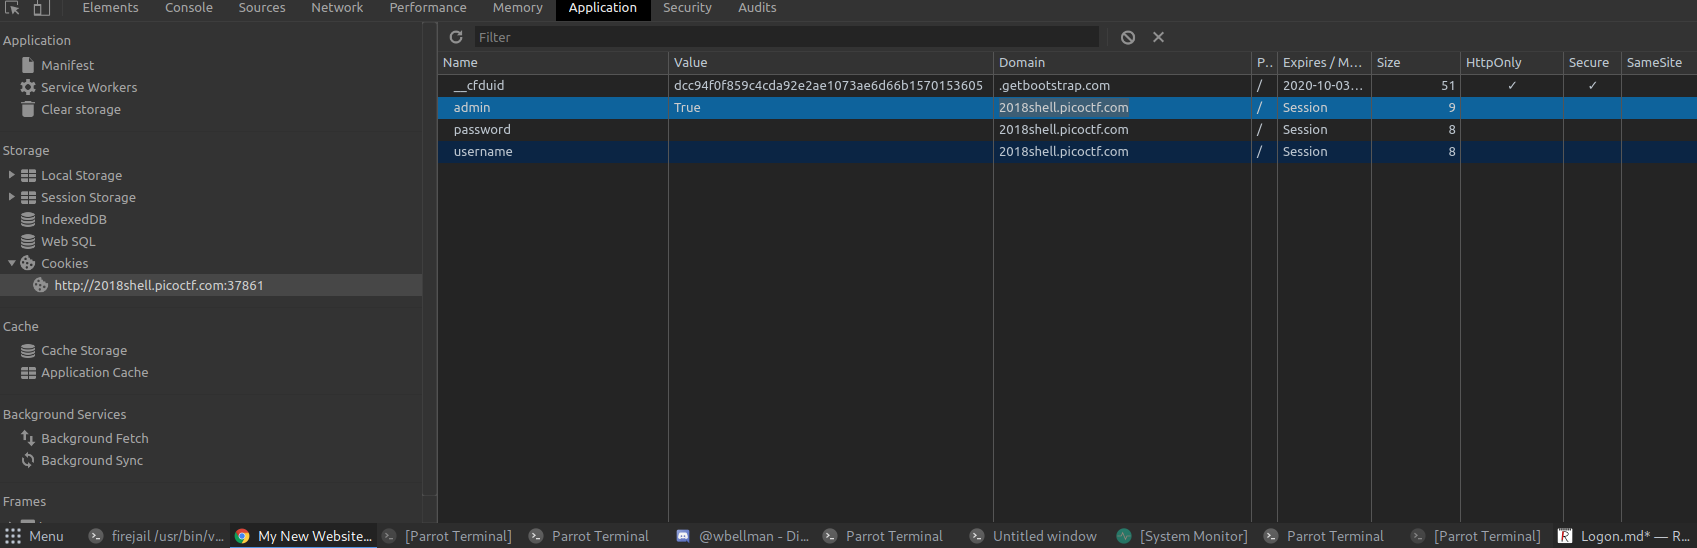 Elements Console Sources Network Performance Memory Application Security Audits
Application
Manifest
Service Workers
Clear storage
Storage
Local Storage
Session Storage
IndexedDB
Web SQL
Cookies
http://2018shell.picoctf.com:37861
Cache
Cache Storage
Application Cache
Background Services
Background Fetch
Background Sync
Frames
Filter
Name Value Domain P.. Expires / M... Size HttpOnly Secure SameSite
__cfduid dcc94f0f859c4cda92e2ae1073ae6d66b1570153605 .getbootstrap.com / 2020-10-03... 51 ✓ ✓
admin True 2018shell.picoctf.com / Session 9
password 2018shell.picoctf.com / Session 8
username 2018shell.picoctf.com / Session 8
Menu firejail /usr/bin/v... My New Website... [Parrot Terminal] Parrot Terminal @wbellman - Di... Parrot Terminal Untitled window [System Monitor] Parrot Terminal [Parrot Terminal] Logon.md* — R...